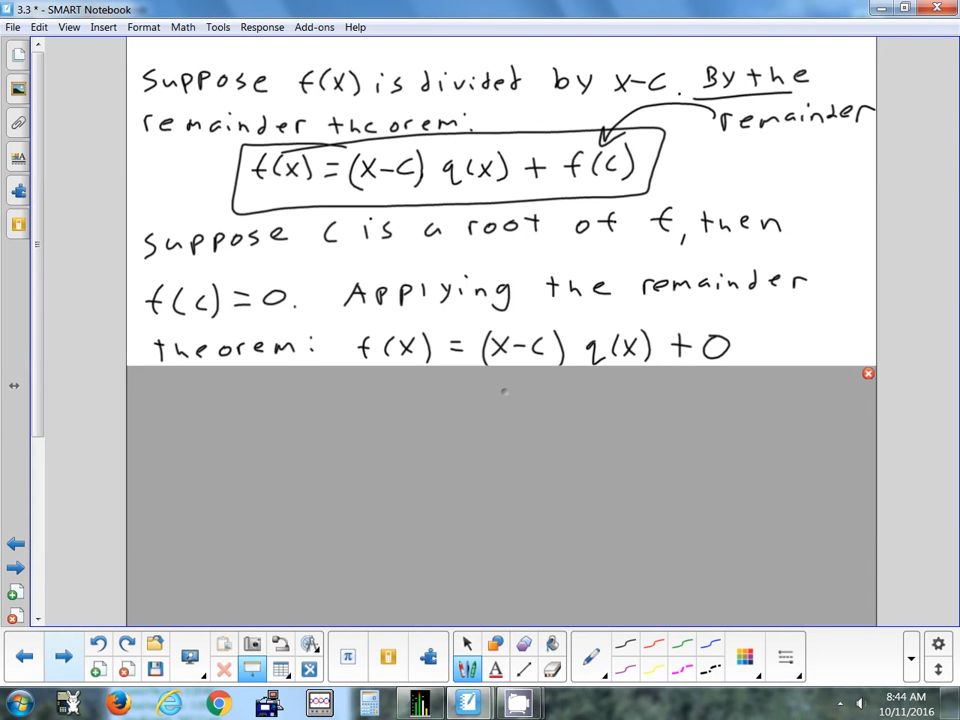 3.3 * - SMART Notebook
File Edit View Insert Format Math Tools Response Add-ons Help
Suppose f(x) is divided by x-c. By the
remainder theorem:
remainder
f(x) = (x-c) q(x) + f(c)
Suppose c is a root of f, then
f(c) = 0. Applying the remainder
theorem: f(x) = (x-c) q(x) + 0
8:44 AM
10/11/2016